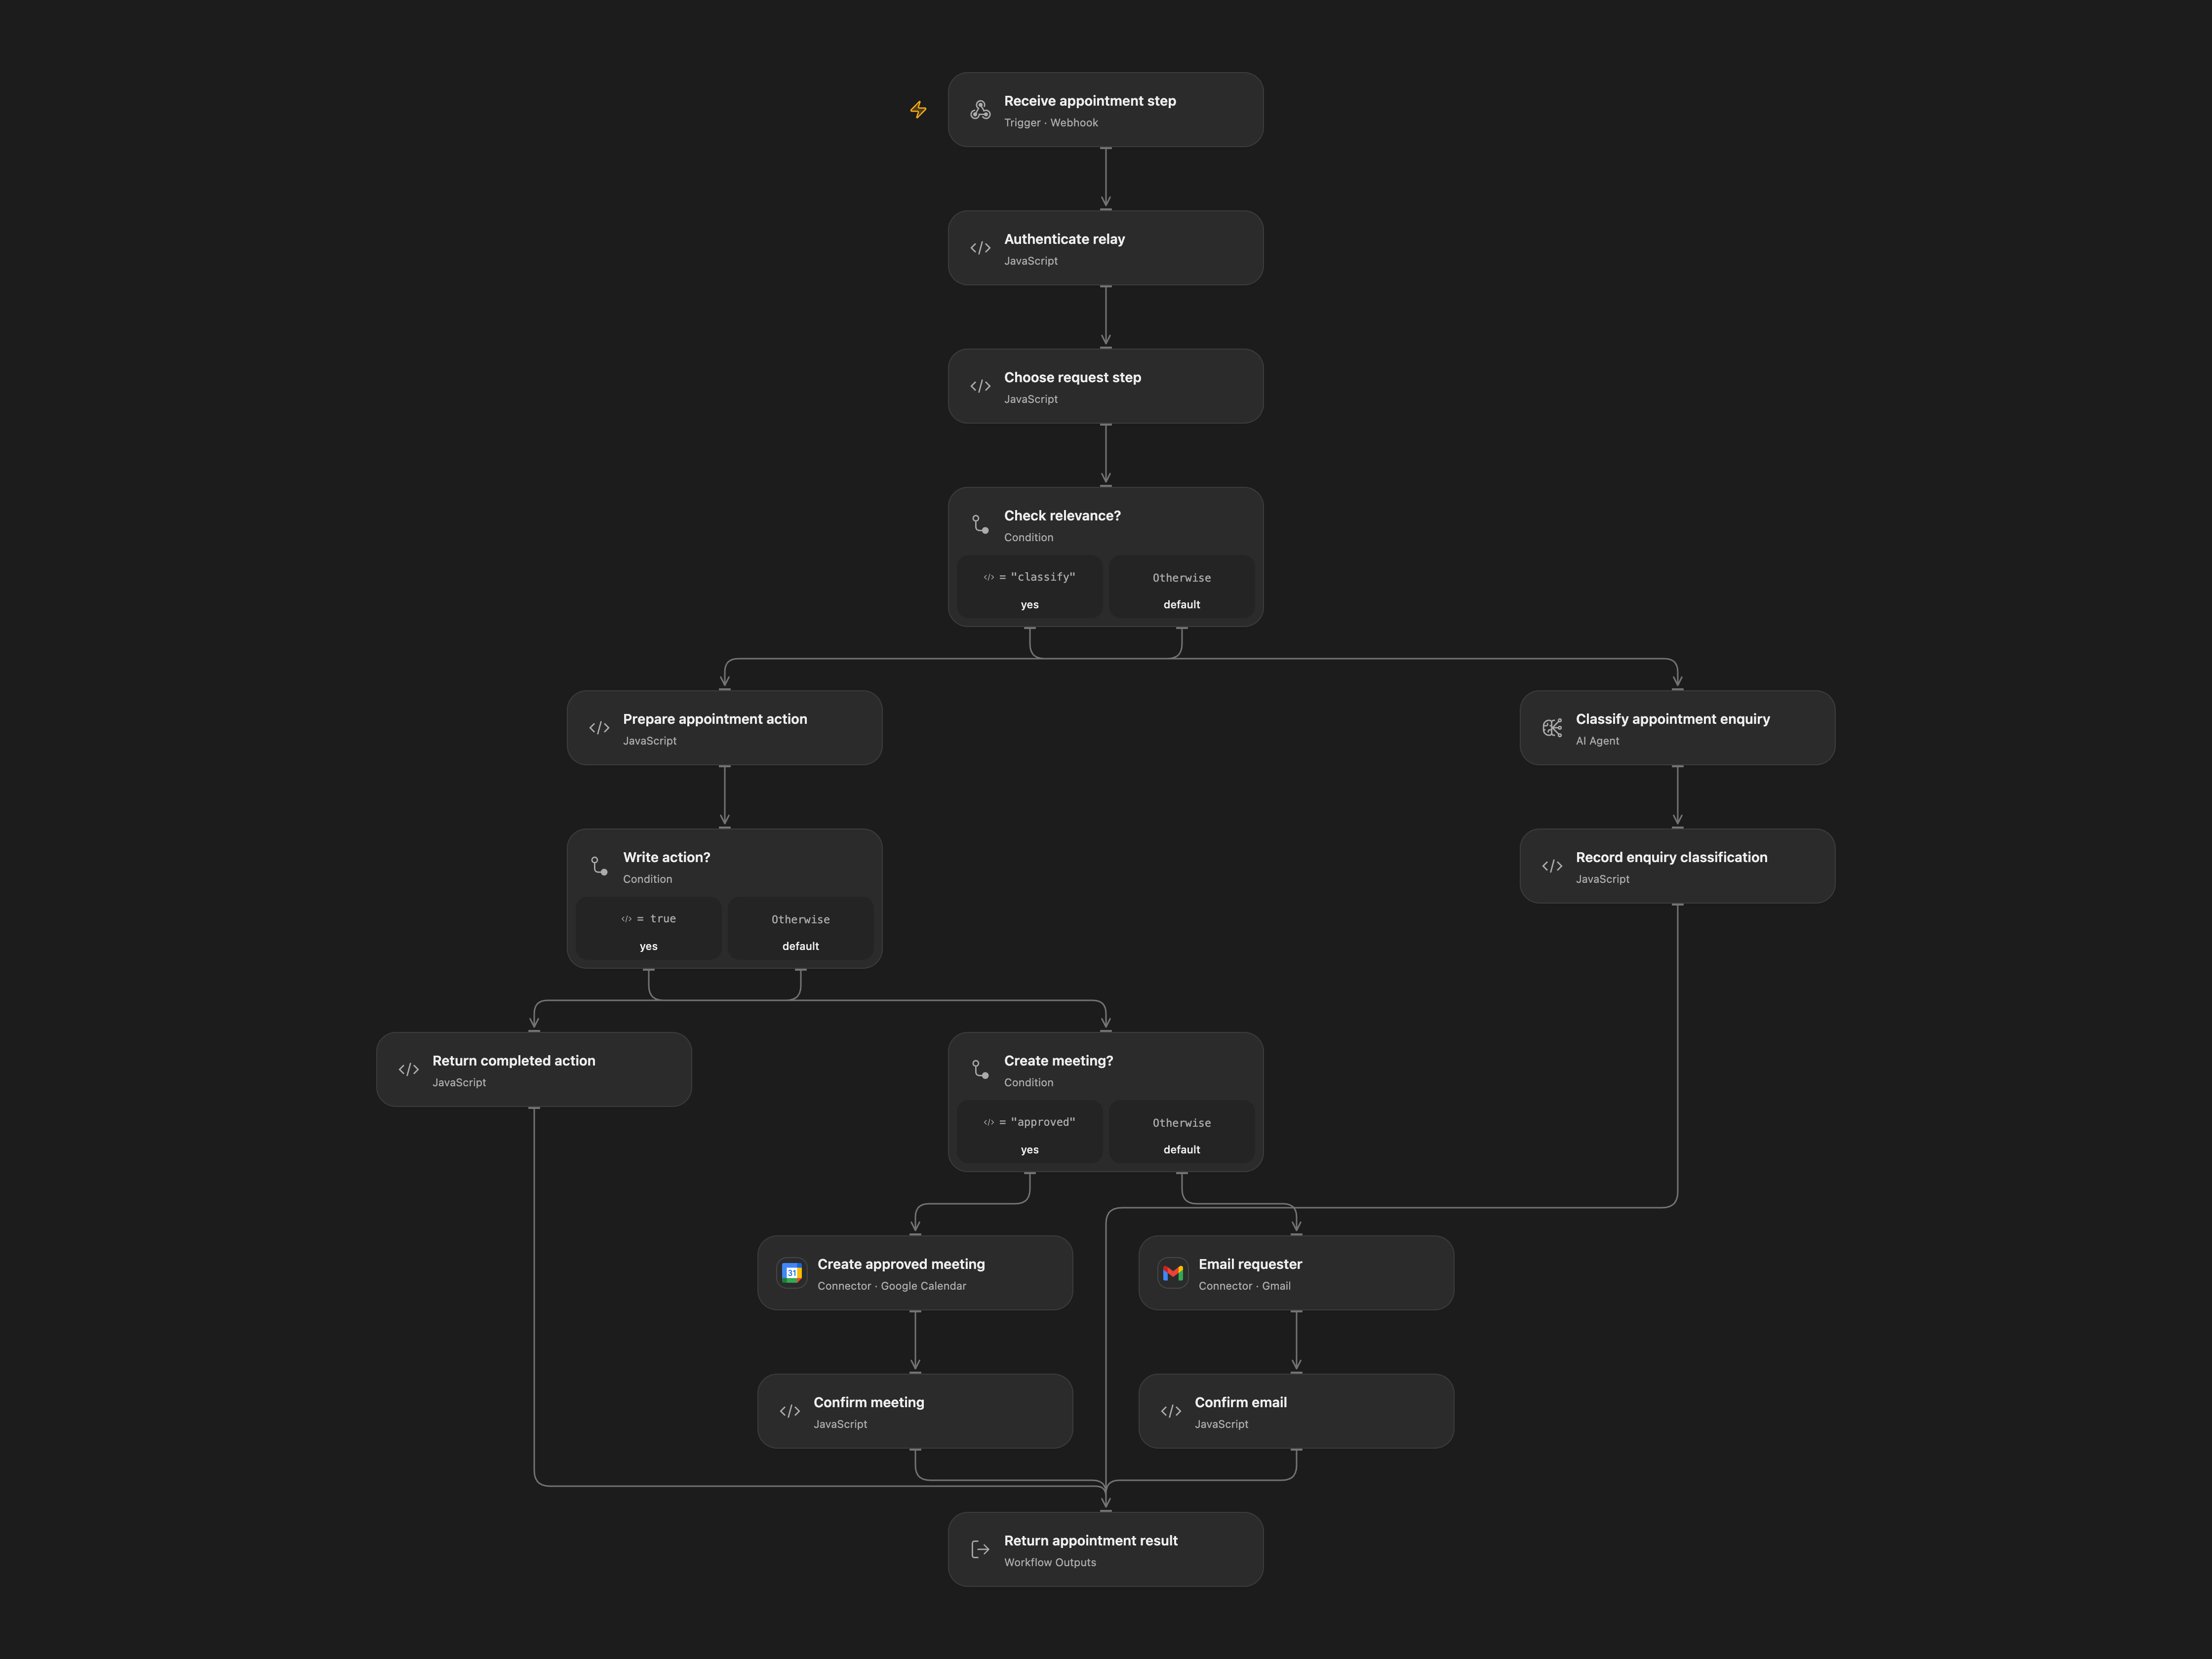 Receive appointment step
Trigger · Webhook
Authenticate relay
JavaScript
Choose request step
JavaScript
Check relevance?
Condition
</> = "classify"
yes
Otherwise
default
Prepare appointment action
JavaScript
Classify appointment enquiry
AI Agent
Write action?
Condition
</> = true
yes
Otherwise
default
Record enquiry classification
JavaScript
Return completed action
JavaScript
Create meeting?
Condition
</> = "approved"
yes
Otherwise
default
31
Create approved meeting
Connector · Google Calendar
Email requester
Connector · Gmail
Confirm meeting
JavaScript
Confirm email
JavaScript
Return appointment result
Workflow Outputs